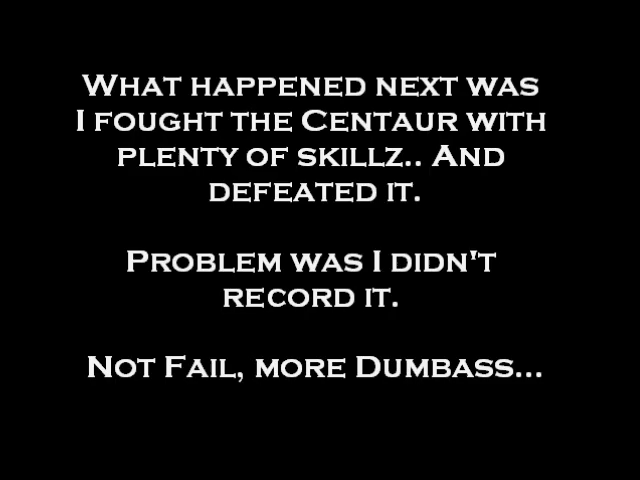 What happened next was
I fought the Centaur with
plenty of skillz.. And
defeated it.
Problem was I didn't
record it.
Not Fail, more Dumbass...